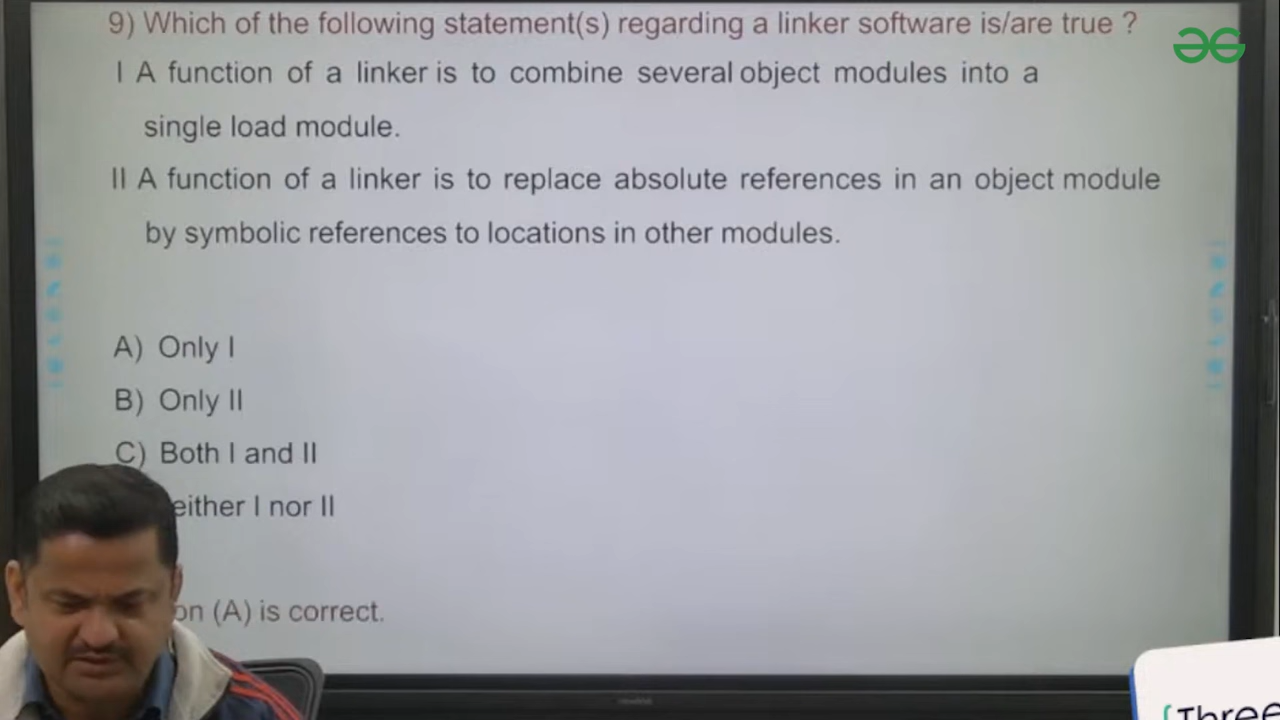 9) Which of the following statement(s) regarding a linker software is/are true ?
I A function of a linker is to combine several object modules into a
single load module.
II A function of a linker is to replace absolute references in an object module
by symbolic references to locations in other modules.
A) Only I
B) Only II
C) Both I and II
either I nor II
on (A) is correct.
{Three